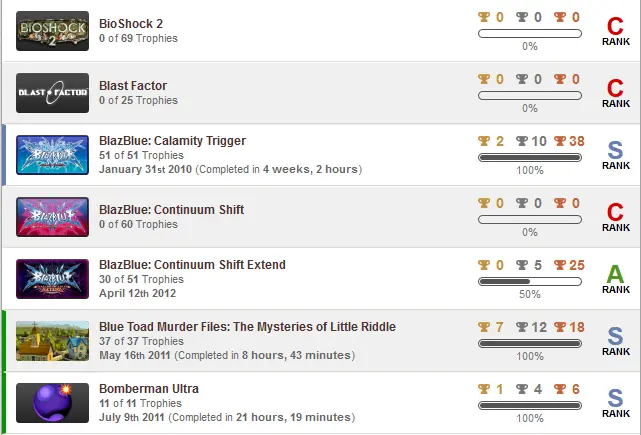 BIOSHOCK 2
BioShock 2
0 of 69 Trophies
0 0 0
0%
C
RANK
BLAST FACTOR
Blast Factor
0 of 25 Trophies
0 0 0
0%
C
RANK
BLAZBLUE
BlazBlue: Calamity Trigger
51 of 51 Trophies
January 31st 2010 (Completed in 4 weeks, 2 hours)
2 10 38
100%
S
RANK
BLAZBLUE
BlazBlue: Continuum Shift
0 of 60 Trophies
0 0 0
0%
C
RANK
BLAZBLUE
BlazBlue: Continuum Shift Extend
30 of 51 Trophies
April 12th 2012
0 5 25
50%
A
RANK
Blue Toad Murder Files: The Mysteries of Little Riddle
37 of 37 Trophies
May 16th 2011 (Completed in 8 hours, 43 minutes)
7 12 18
100%
S
RANK
Bomberman Ultra
11 of 11 Trophies
July 9th 2011 (Completed in 21 hours, 19 minutes)
1 4 6
100%
S
RANK